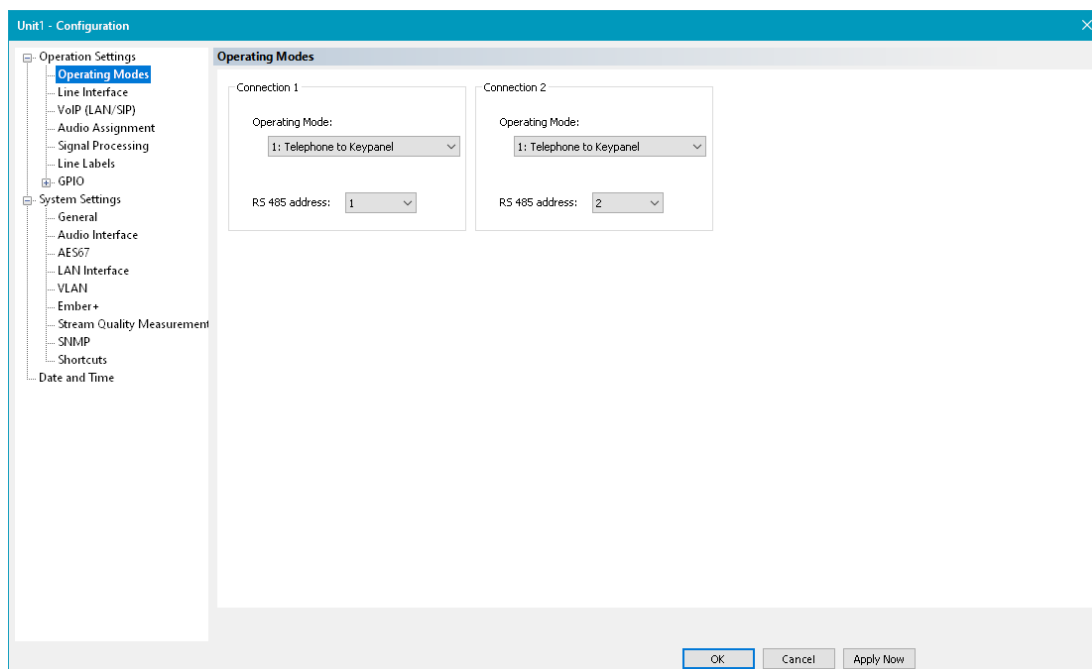 Unit1 - Configuration
Operation Settings
Operating Modes
Line Interface
VoIP (LAN/SIP)
Audio Assignment
Signal Processing
Line Labels
GPIO
System Settings
General
Audio Interface
AES67
LAN Interface
VLAN
Ember+
Stream Quality Measurement
SNMP
Shortcuts
Date and Time
Operating Modes
Connection 1
Operating Mode:
1: Telephone to Keypanel
RS 485 address: 1
Connection 2
Operating Mode:
1: Telephone to Keypanel
RS 485 address: 2
OK Cancel Apply Now